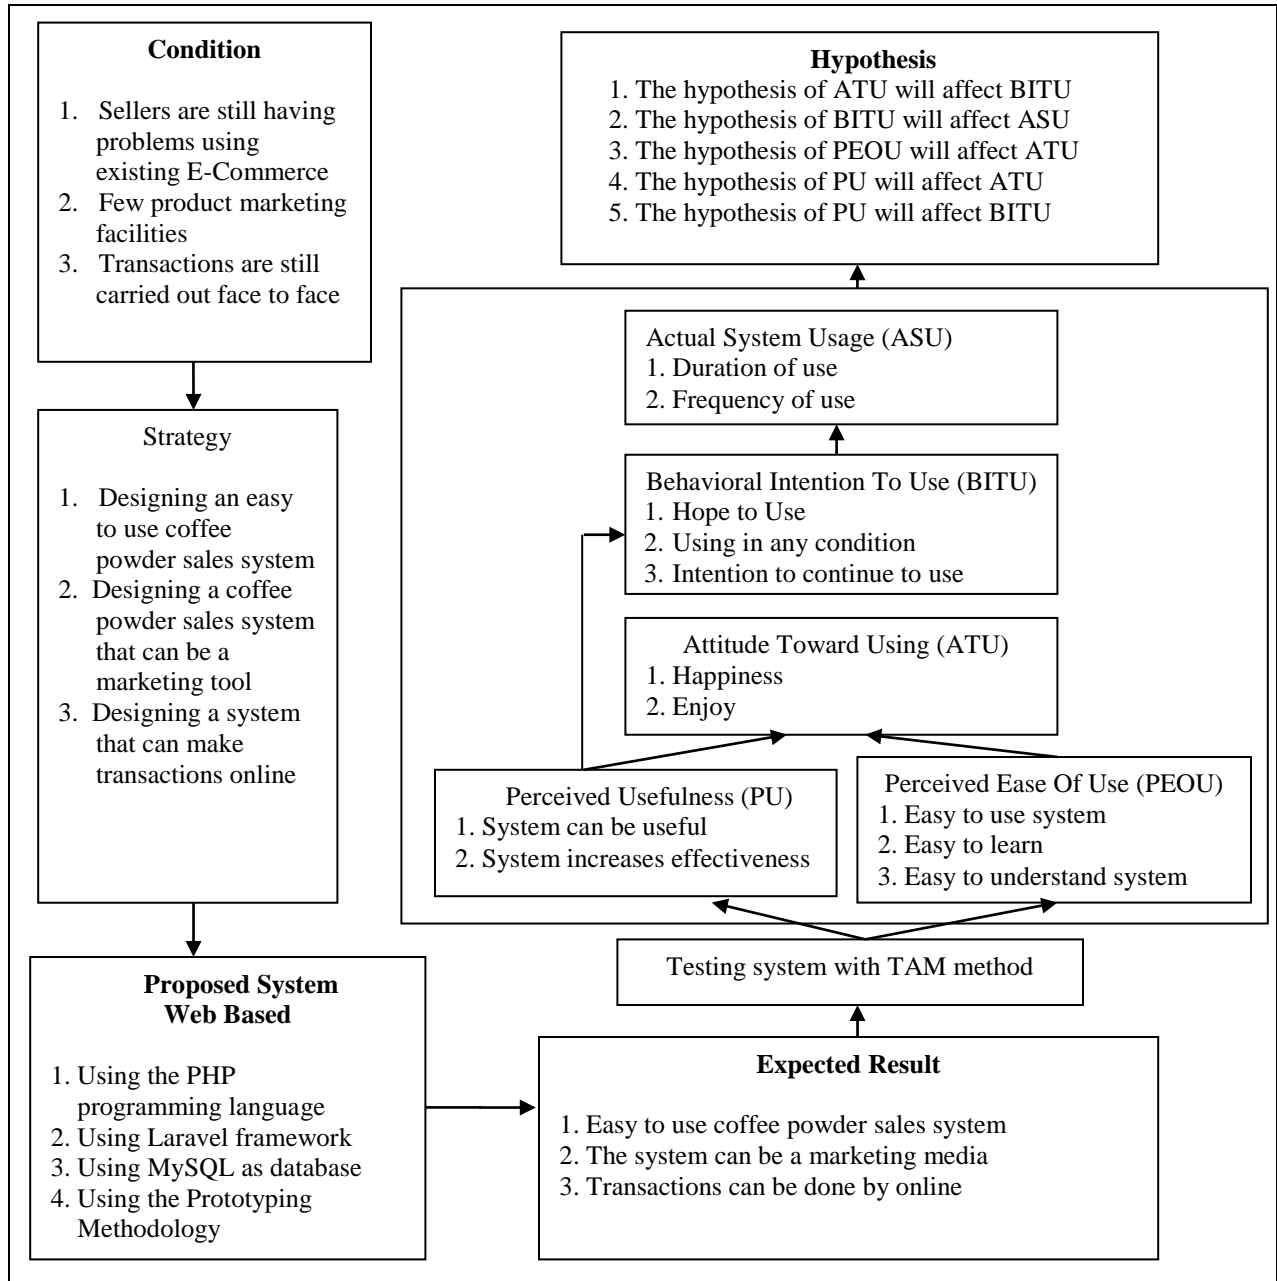 Condition
1. Sellers are still having
problems using
existing E-Commerce
2. Few product marketing
facilities
3. Transactions are still
carried out face to face
Strategy
1. Designing an easy
to use coffee
powder sales system
2. Designing a coffee
powder sales system
that can be a
marketing tool
3. Designing a system
that can make
transactions online
Proposed System
Web Based
1. Using the PHP
programming language
2. Using Laravel framework
3. Using MySQL as database
4. Using the Prototyping
Methodology
Expected Result
1. Easy to use coffee powder sales system
2. The system can be a marketing media
3. Transactions can be done by online
Testing system with TAM method
Perceived Usefulness (PU)
1. System can be useful
2. System increases effectiveness
Perceived Ease Of Use (PEOU)
1. Easy to use system
2. Easy to learn
3. Easy to understand system
Attitude Toward Using (ATU)
1. Happiness
2. Enjoy
Behavioral Intention To Use (BITU)
1. Hope to Use
2. Using in any condition
3. Intention to continue to use
Actual System Usage (ASU)
1. Duration of use
2. Frequency of use
Hypothesis
1. The hypothesis of ATU will affect BITU
2. The hypothesis of BITU will affect ASU
3. The hypothesis of PEOU will affect ATU
4. The hypothesis of PU will affect ATU
5. The hypothesis of PU will affect BITU